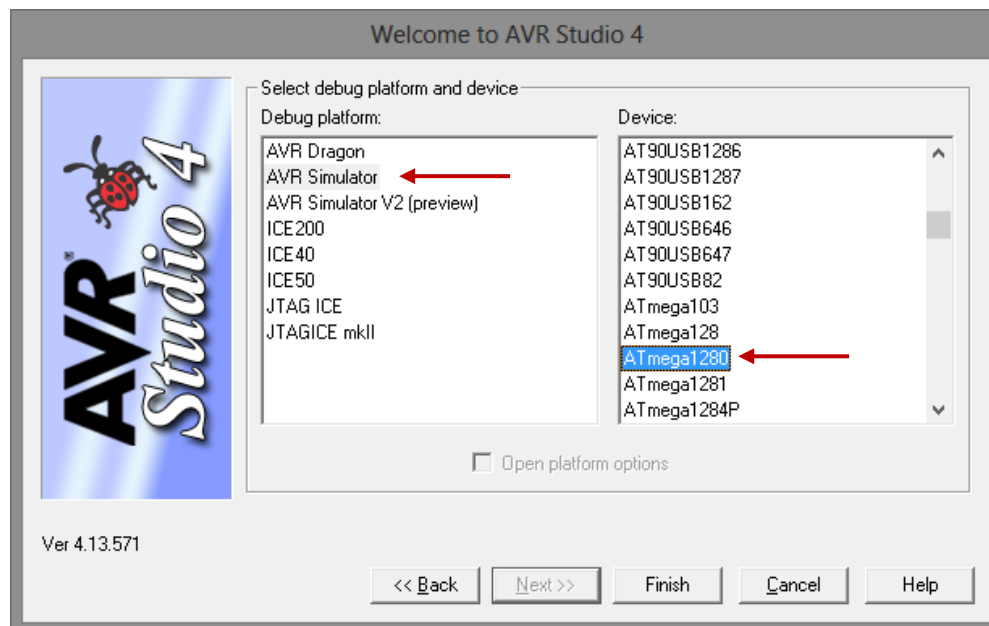 Welcome to AVR Studio 4
AVR Studio 4
Select debug platform and device
Debug platform:
AVR Dragon
AVR Simulator
AVR Simulator V2 (preview)
ICE200
ICE40
ICE50
JTAG ICE
JTAGICE mkII
Device:
AT90USB1286
AT90USB1287
AT90USB162
AT90USB646
AT90USB647
AT90USB82
ATmega103
ATmega128
ATmega1280
ATmega1281
ATmega1284P
Open platform options
Ver 4.13.571
<< Back
Next >>
Finish
Cancel
Help